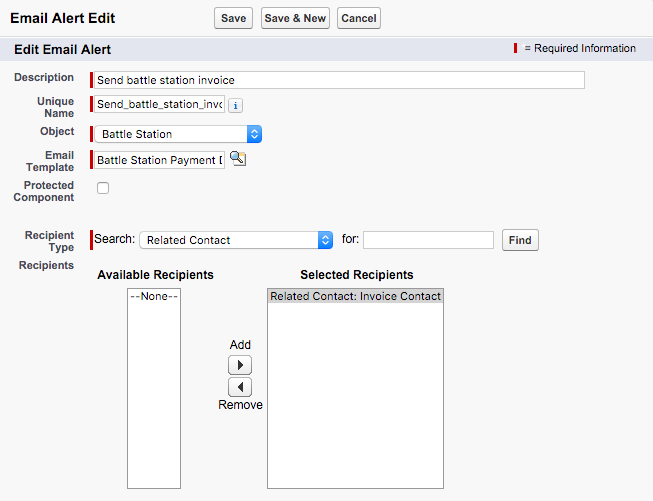 Email Alert Edit Save Save & New Cancel
Edit Email Alert = Required Information
Description Send battle station invoice
Unique
Name Send_battle_station_invo i
Object Battle Station
Email
Template Battle Station Payment
Protected
Component
Recipient
Type Search: Related Contact for: Find
Recipients
Available Recipients Selected Recipients
--None-- Related Contact: Invoice Contact
Add
Remove